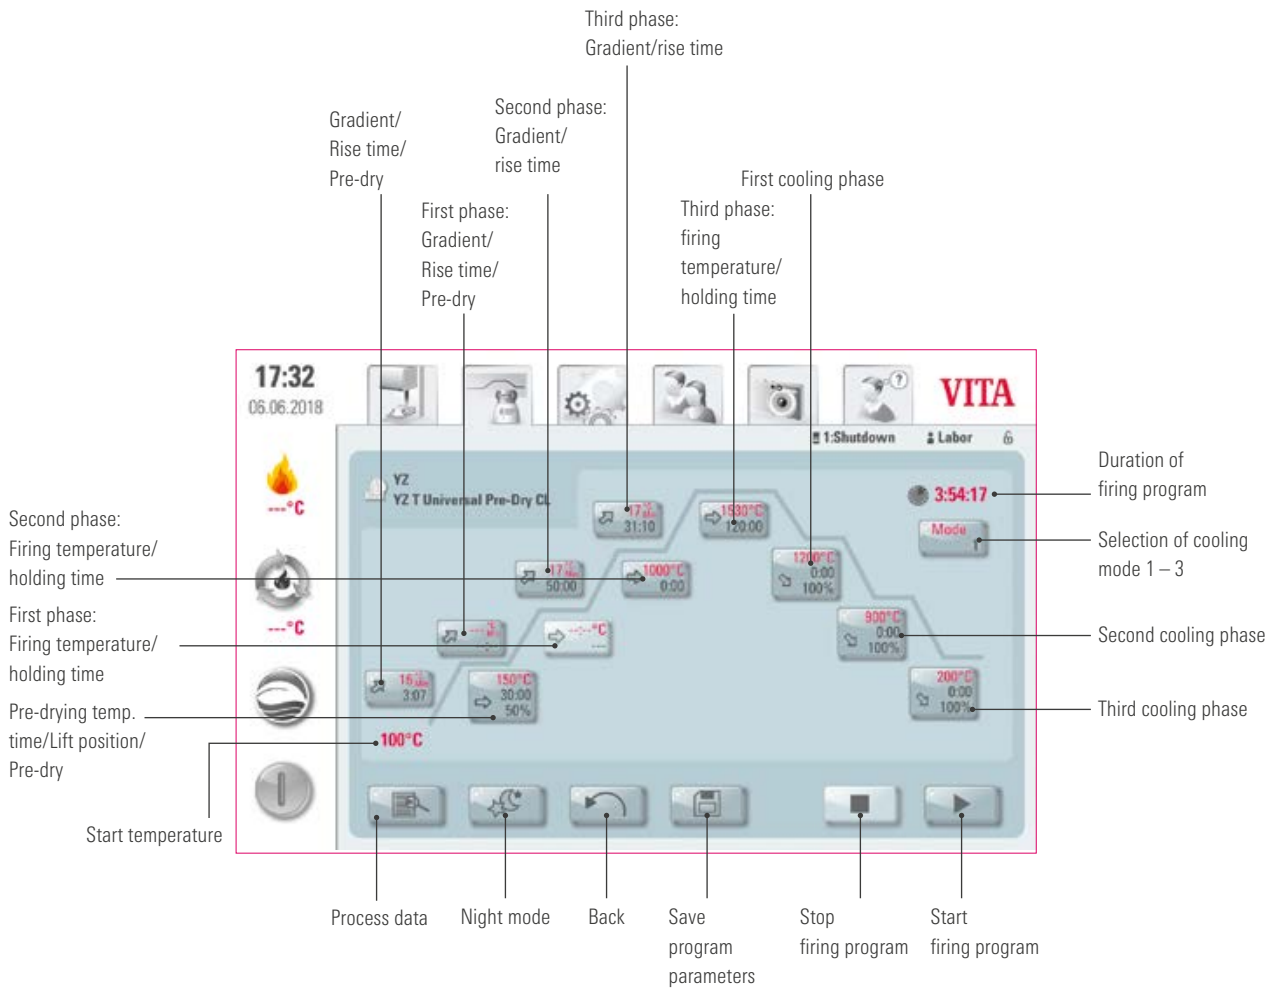 Third phase:
Gradient/rise time
Second phase:
Gradient/
rise time
Gradient/
Rise time/
Pre-dry
First cooling phase
First phase:
Gradient/
Rise time/
Pre-dry
Third phase:
firing
temperature/
holding time
17:32
06.06.2018
?
VITA
1:Shutdown
Labor
YZ
YZ T Universal Pre-Dry CL
3:54:17
Duration of
firing program
Mode
1
Selection of cooling
mode 1 – 3
17
31:10
1530°C
120:00
17
50:00
1000°C
0:00
1200°C
0:00
100%
---°C
Second phase:
Firing temperature/
holding time
---°C
First phase:
Firing temperature/
holding time
--:--
--:--°C
---
900°C
0:00
100%
Second cooling phase
16
3:07
150°C
30:00
50%
200°C
0:00
100%
Third cooling phase
Pre-drying temp.
time/Lift position/
Pre-dry
100°C
Start temperature
Process data
Night mode
Back
Save
program
parameters
Stop
firing program
Start
firing program